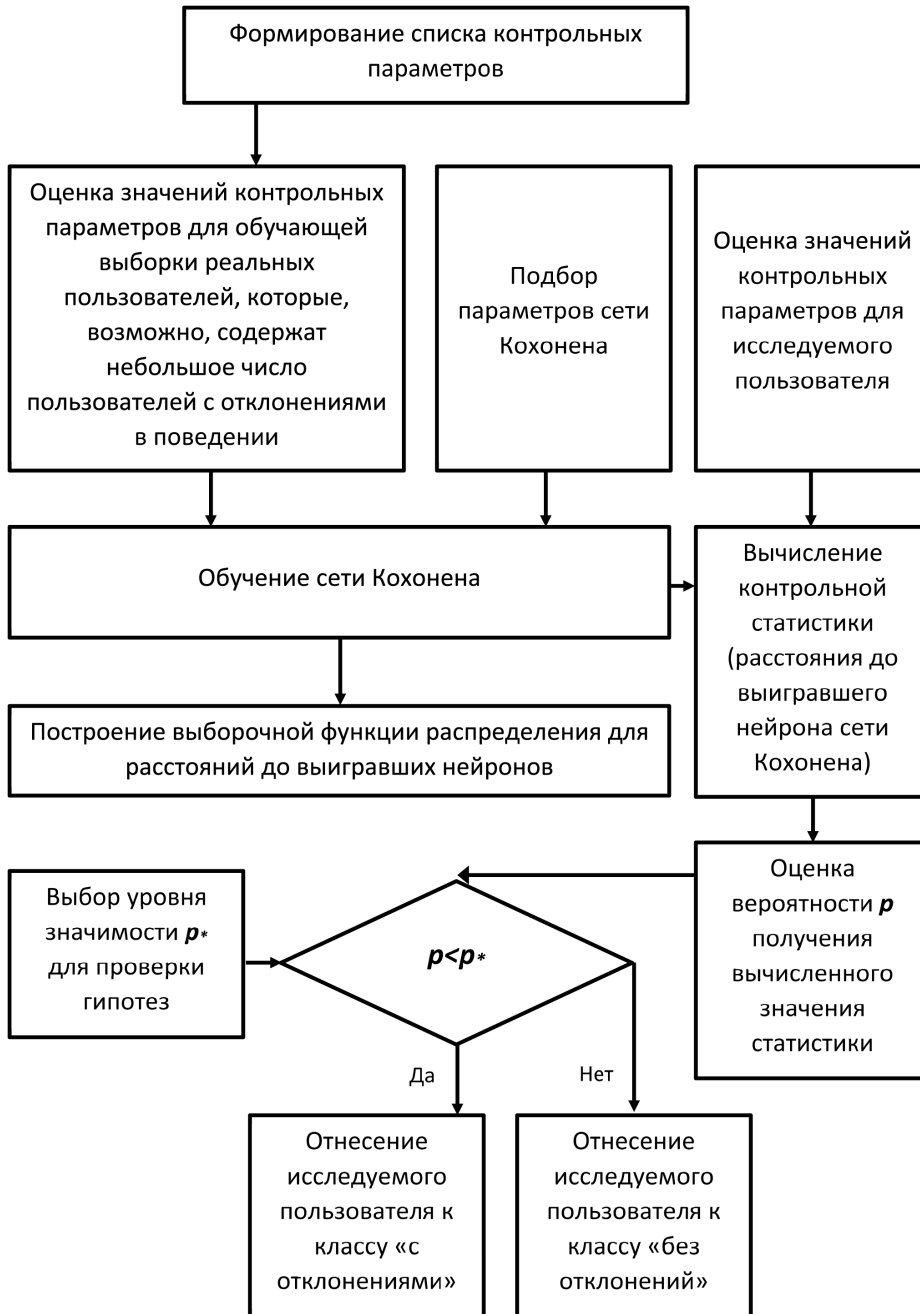 Формирование списка контрольных
параметров
Оценка значений контрольных
параметров для обучающей
выборки реальных
пользователей, которые,
возможно, содержат
небольшое число
пользователей с отклонениями
в поведении
Подбор
параметров сети
Кохонена
Оценка значений
контрольных
параметров для
исследуемого
пользователя
Обучение сети Кохонена
Вычисление
контрольной
статистики
(расстояния до
выигравшего
нейрона сети
Кохонена)
Построение выборочной функции распределения для
расстояний до выигравших нейронов
Выбор уровня
значимости p*
для проверки
гипотез
p<p*
Оценка
вероятности p
получения
вычисленного
значения
статистики
Да
Нет
Отнесение
исследуемого
пользователя к
классу «с
отклонениями»
Отнесение
исследуемого
пользователя к
классу «без
отклонений»